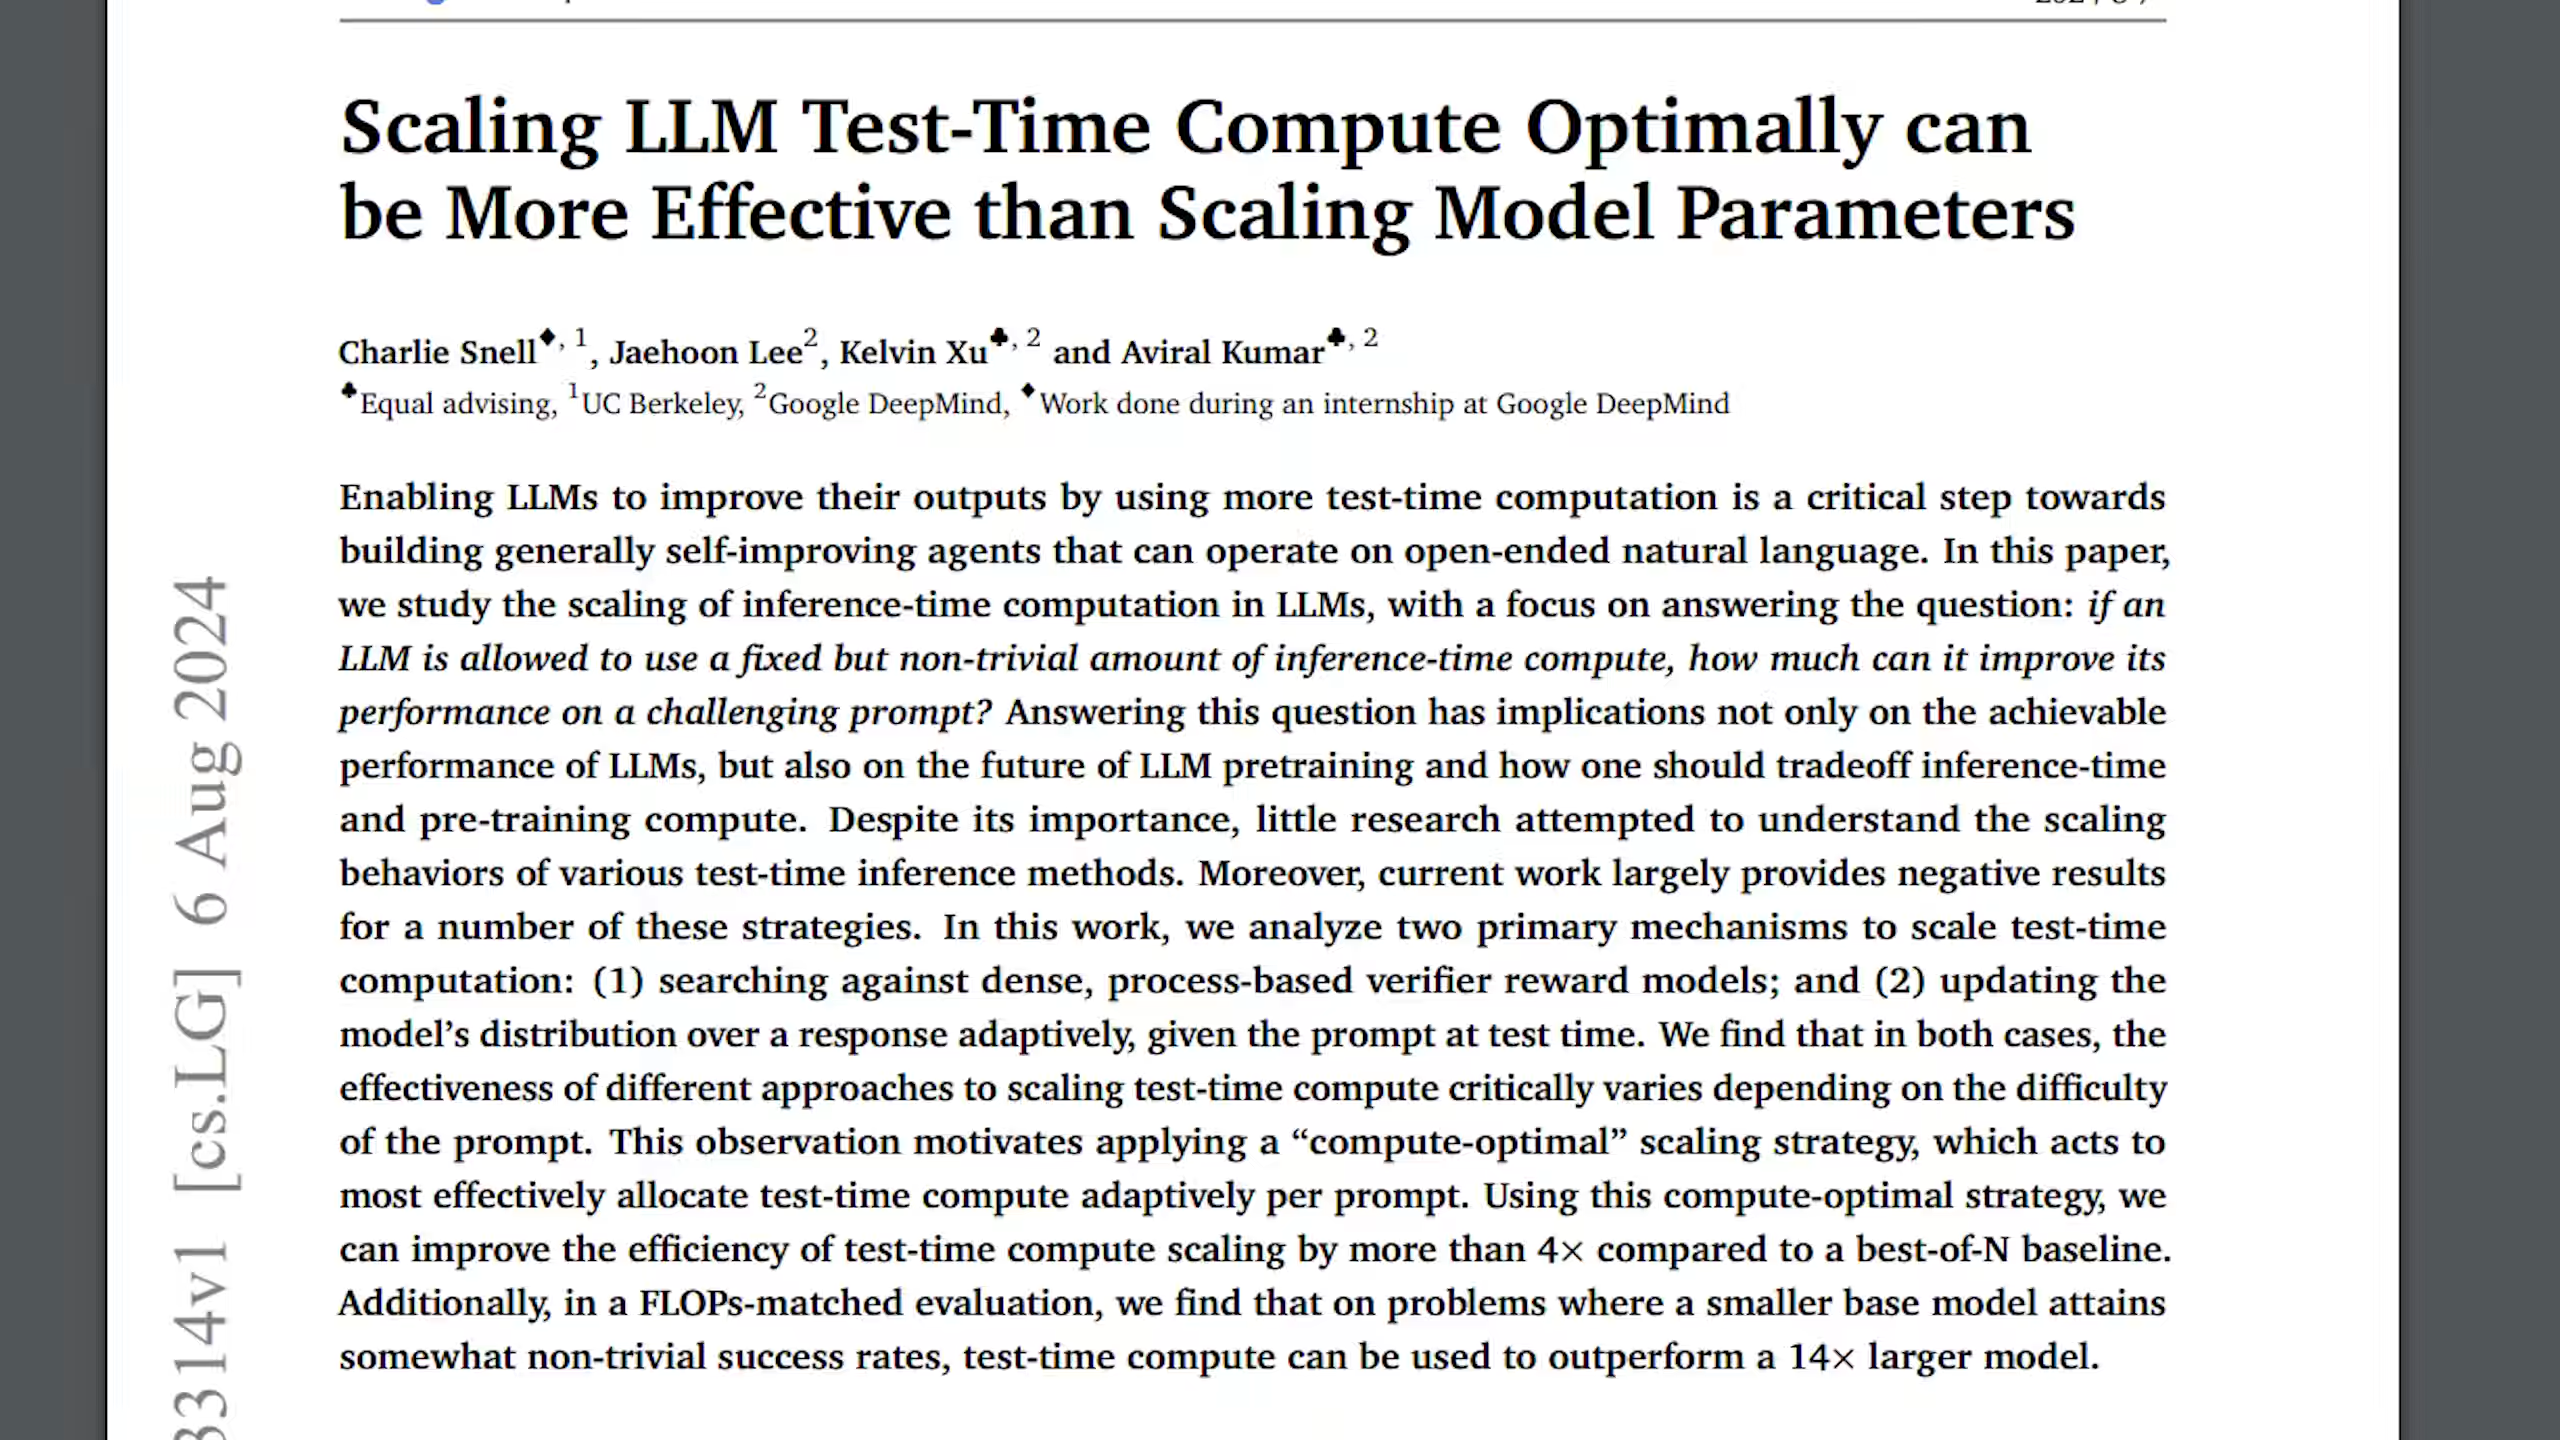 Scaling LLM Test-Time Compute Optimally can
be More Effective than Scaling Model Parameters
Charlie Snell♦, 1, Jaehoon Lee2, Kelvin Xu♣, 2 and Aviral Kumar♣, 2
♣Equal advising, 1UC Berkeley, 2Google DeepMind, ♦Work done during an internship at Google DeepMind
Enabling LLMs to improve their outputs by using more test-time computation is a critical step towards
building generally self-improving agents that can operate on open-ended natural language. In this paper,
we study the scaling of inference-time computation in LLMs, with a focus on answering the question: if an
LLM is allowed to use a fixed but non-trivial amount of inference-time compute, how much can it improve its
performance on a challenging prompt? Answering this question has implications not only on the achievable
performance of LLMs, but also on the future of LLM pretraining and how one should tradeoff inference-time
and pre-training compute. Despite its importance, little research attempted to understand the scaling
behaviors of various test-time inference methods. Moreover, current work largely provides negative results
for a number of these strategies. In this work, we analyze two primary mechanisms to scale test-time
computation: (1) searching against dense, process-based verifier reward models; and (2) updating the
model's distribution over a response adaptively, given the prompt at test time. We find that in both cases, the
effectiveness of different approaches to scaling test-time compute critically varies depending on the difficulty
of the prompt. This observation motivates applying a “compute-optimal” scaling strategy, which acts to
most effectively allocate test-time compute adaptively per prompt. Using this compute-optimal strategy, we
can improve the efficiency of test-time compute scaling by more than 4× compared to a best-of-N baseline.
Additionally, in a FLOPs-matched evaluation, we find that on problems where a smaller base model attains
somewhat non-trivial success rates, test-time compute can be used to outperform a 14× larger model.
3314v1 [cs.LG] 6 Aug 2024